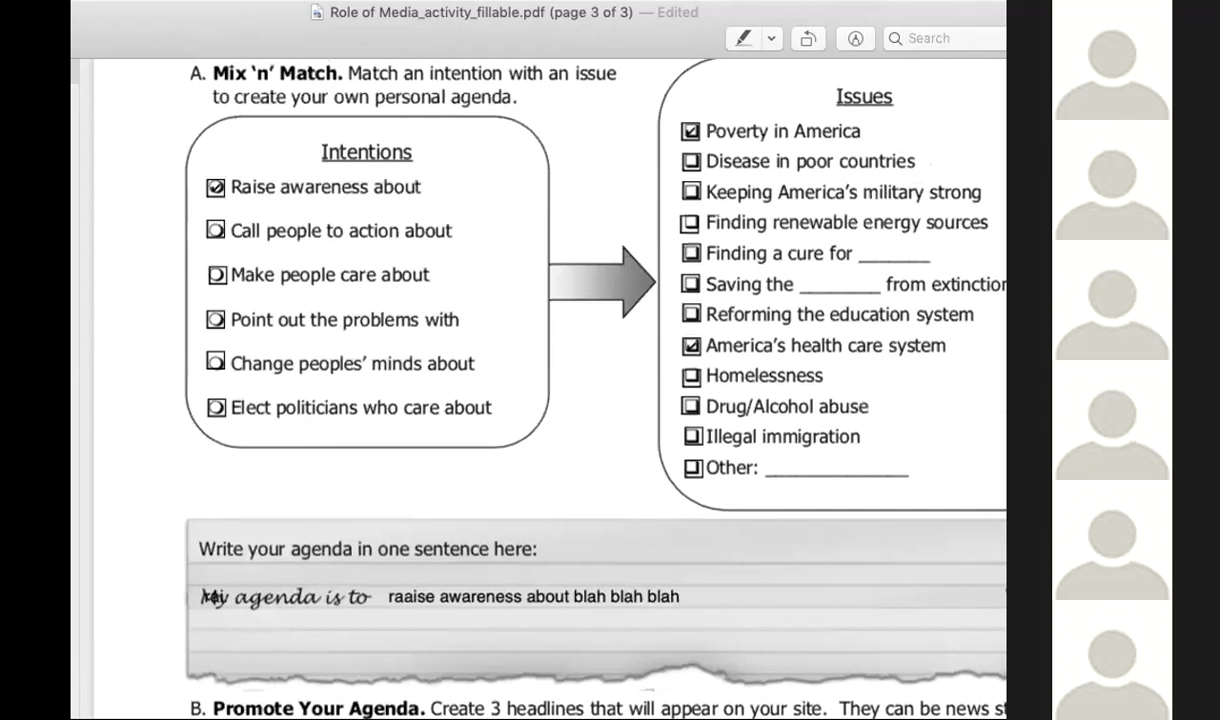 Role of Media_activity_fillable.pdf (page 3 of 3) — Edited
Search
A. Mix ‘n’ Match. Match an intention with an issue
to create your own personal agenda.
Intentions
Raise awareness about
Call people to action about
Make people care about
Point out the problems with
Change peoples’ minds about
Elect politicians who care about
Issues
Poverty in America
Disease in poor countries
Keeping America’s military strong
Finding renewable energy sources
Finding a cure for ________
Saving the _________ from extinction
Reforming the education system
America’s health care system
Homelessness
Drug/Alcohol abuse
Illegal immigration
Other: ________________
Write your agenda in one sentence here:
My agenda is to raaise awareness about blah blah blah
B. Promote Your Agenda. Create 3 headlines that will appear on your site. They can be news